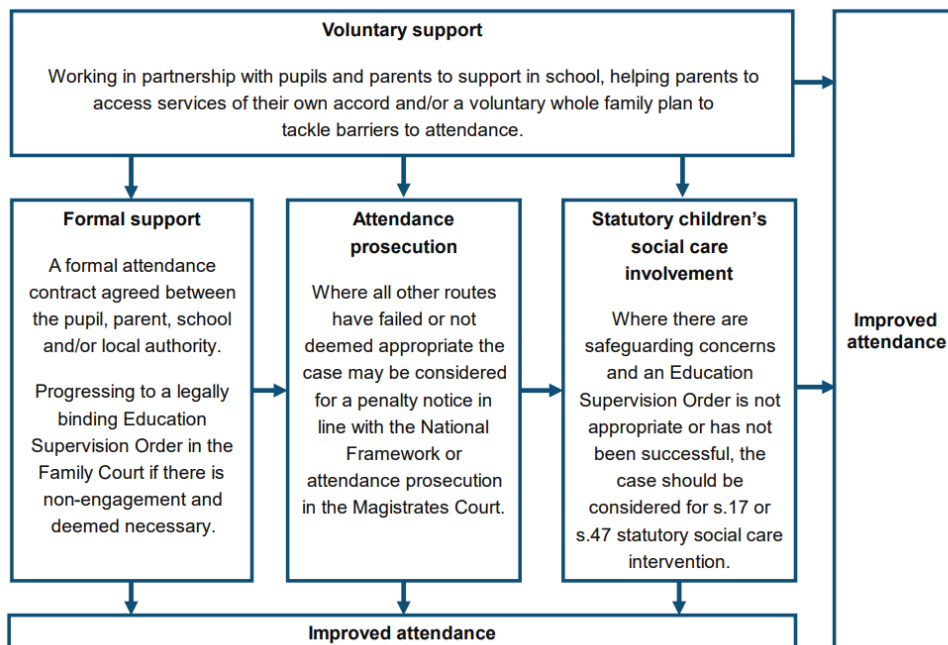 Voluntary support
Working in partnership with pupils and parents to support in school, helping parents to
access services of their own accord and/or a voluntary whole family plan to
tackle barriers to attendance.
Formal support
A formal attendance
contract agreed between
the pupil, parent, school
and/or local authority.
Progressing to a legally
binding Education
Supervision Order in the
Family Court if there is
non-engagement and
deemed necessary.
Attendance
prosecution
Where all other routes
have failed or not
deemed appropriate the
case may be considered
for a penalty notice in
line with the National
Framework or
attendance prosecution
in the Magistrates Court.
Statutory children’s
social care
involvement
Where there are
safeguarding concerns
and an Education
Supervision Order is not
appropriate or has not
been successful, the
case should be
considered for s.17 or
s.47 statutory social care
intervention.
Improved
attendance
Improved attendance